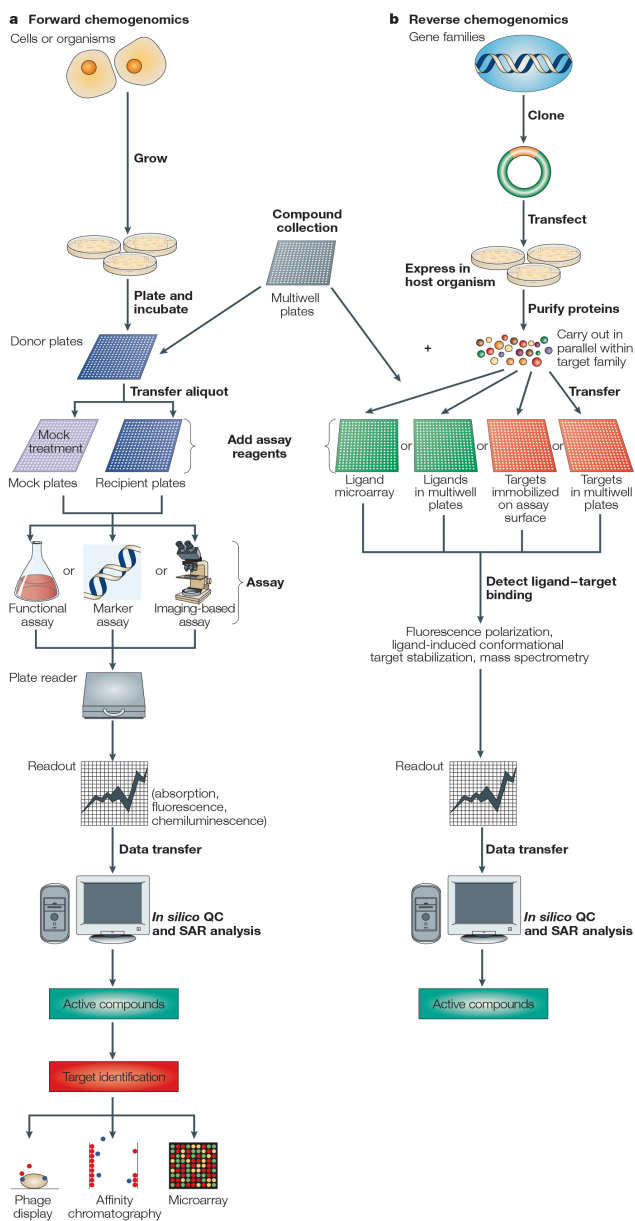 a Forward chemogenomics
Cells or organisms
Grow
Plate and
incubate
Donor plates
Transfer aliquot
Mock
treatment
Mock plates
Recipient plates
Compound
collection
Multiwell
plates
Add assay
reagents
or
or
Functional
assay
Marker
assay
Imaging-based
assay
Assay
Plate reader
Readout
(absorption,
fluorescence,
chemiluminescence)
Data transfer
In silico QC
and SAR analysis
Active compounds
Target identification
Phage
display
Affinity
chromatography
Microarray
b Reverse chemogenomics
Gene families
Clone
Transfect
Express in
host organism
Purify proteins
+
Carry out in
parallel within
target family
Transfer
or
or
or
Ligand
microarray
Ligands
in multiwell
plates
Targets
immobilized
on assay
surface
Targets
in multiwell
plates
Detect ligand–target
binding
Fluorescence polarization,
ligand-induced conformational
target stabilization, mass spectrometry
Readout
Data transfer
In silico QC
and SAR analysis
Active compounds